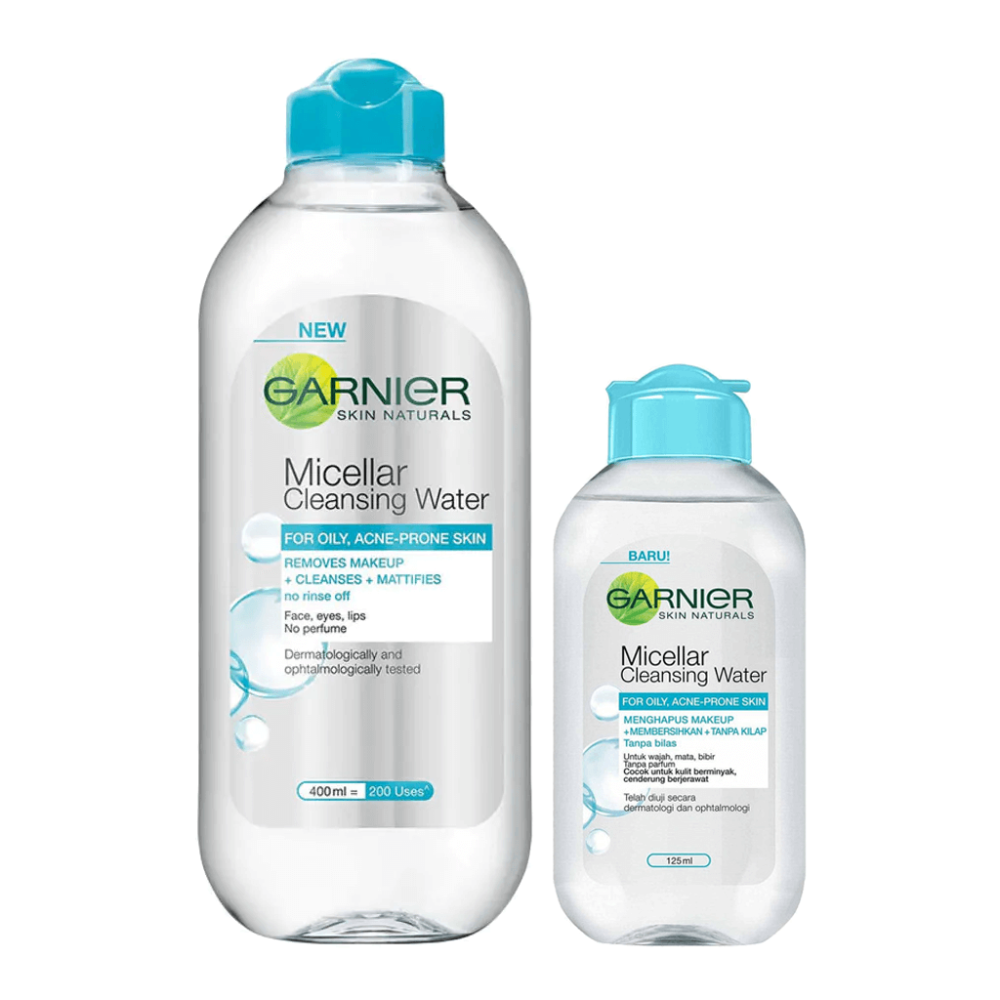 NEW
GARNIER
SKIN NATURALS
Micellar
Cleansing Water
FOR OILY, ACNE-PRONE SKIN
REMOVES MAKEUP
+ CLEANSES + MATTIFIES
no rinse off
Face, eyes, lips
No perfume
Dermatologically and
ophtalmologically tested
400ml = 200 Uses^
BARU!
GARNIER
SKIN NATURALS
Micellar
Cleansing Water
FOR OILY, ACNE-PRONE SKIN
MENGHAPUS MAKEUP
+MEMBERSIHKAN+TANPA KILAP
Tanpa bilas
Untuk wajah, mata, bibir
Tanpa parfum
Cocok untuk kulit berminyak,
cenderung berjerawat
Telah diuji secara
dermatologi dan ophtalmologi
125ml